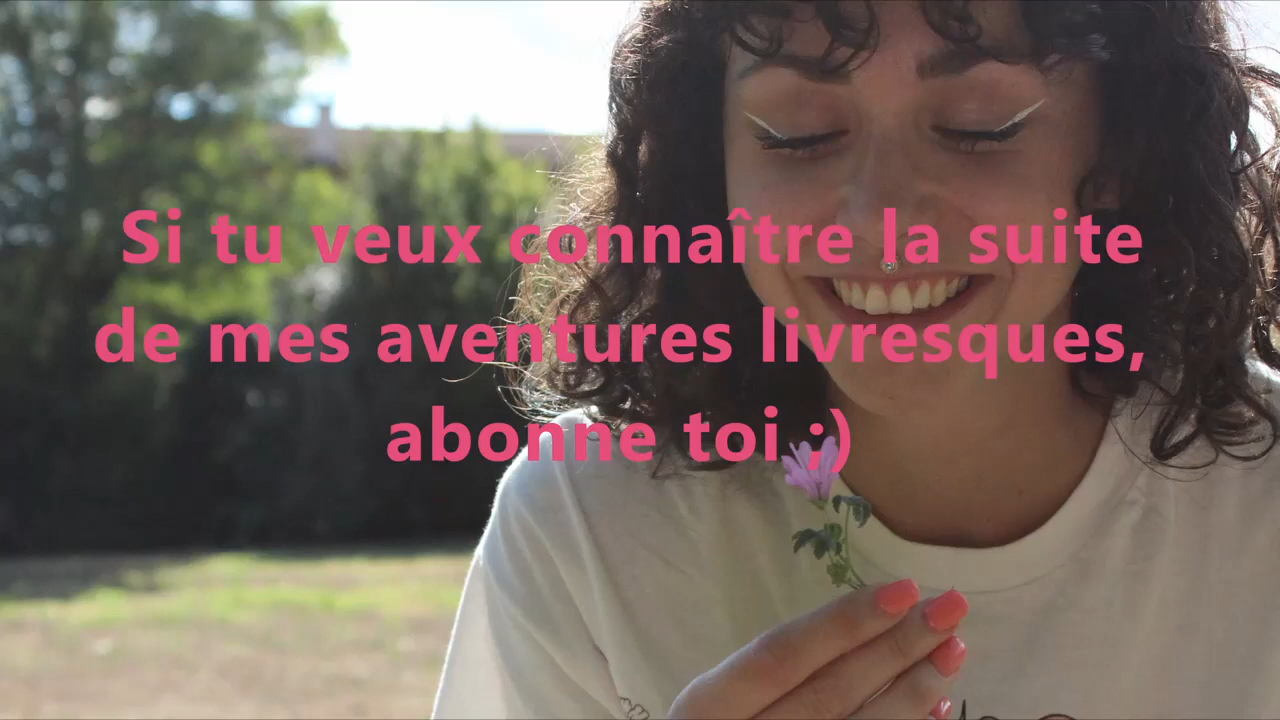 Si tu veux connaître la suite
de mes aventures livresques,
abonne toi ;)